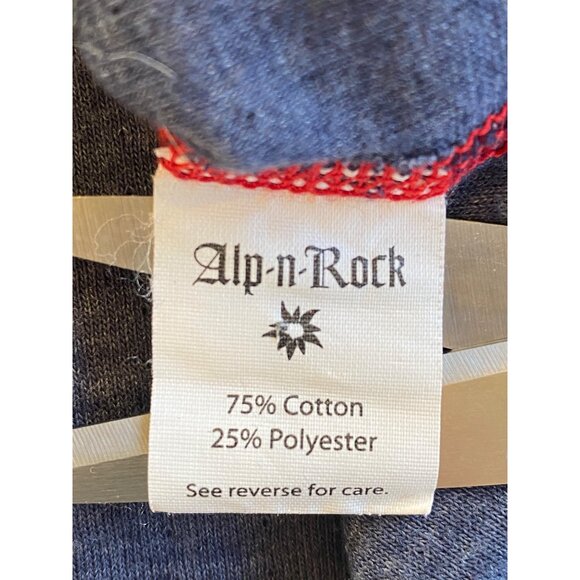 Alp-n-Rock
75% Cotton
25% Polyester
See reverse for care.